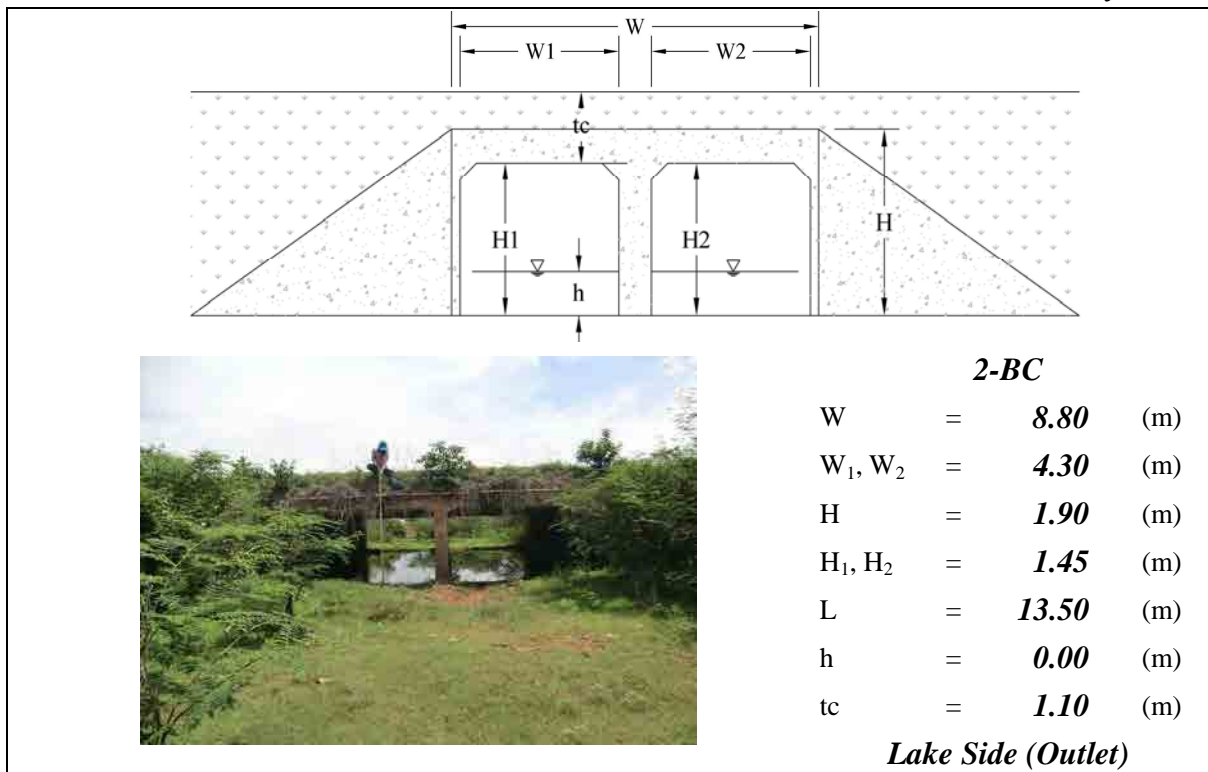 W
W1 W2
tc
H1 H2 H
h
2-BC
W = 8.80 (m)
W1, W2 = 4.30 (m)
H = 1.90 (m)
H1, H2 = 1.45 (m)
L = 13.50 (m)
h = 0.00 (m)
tc = 1.10 (m)
Lake Side (Outlet)